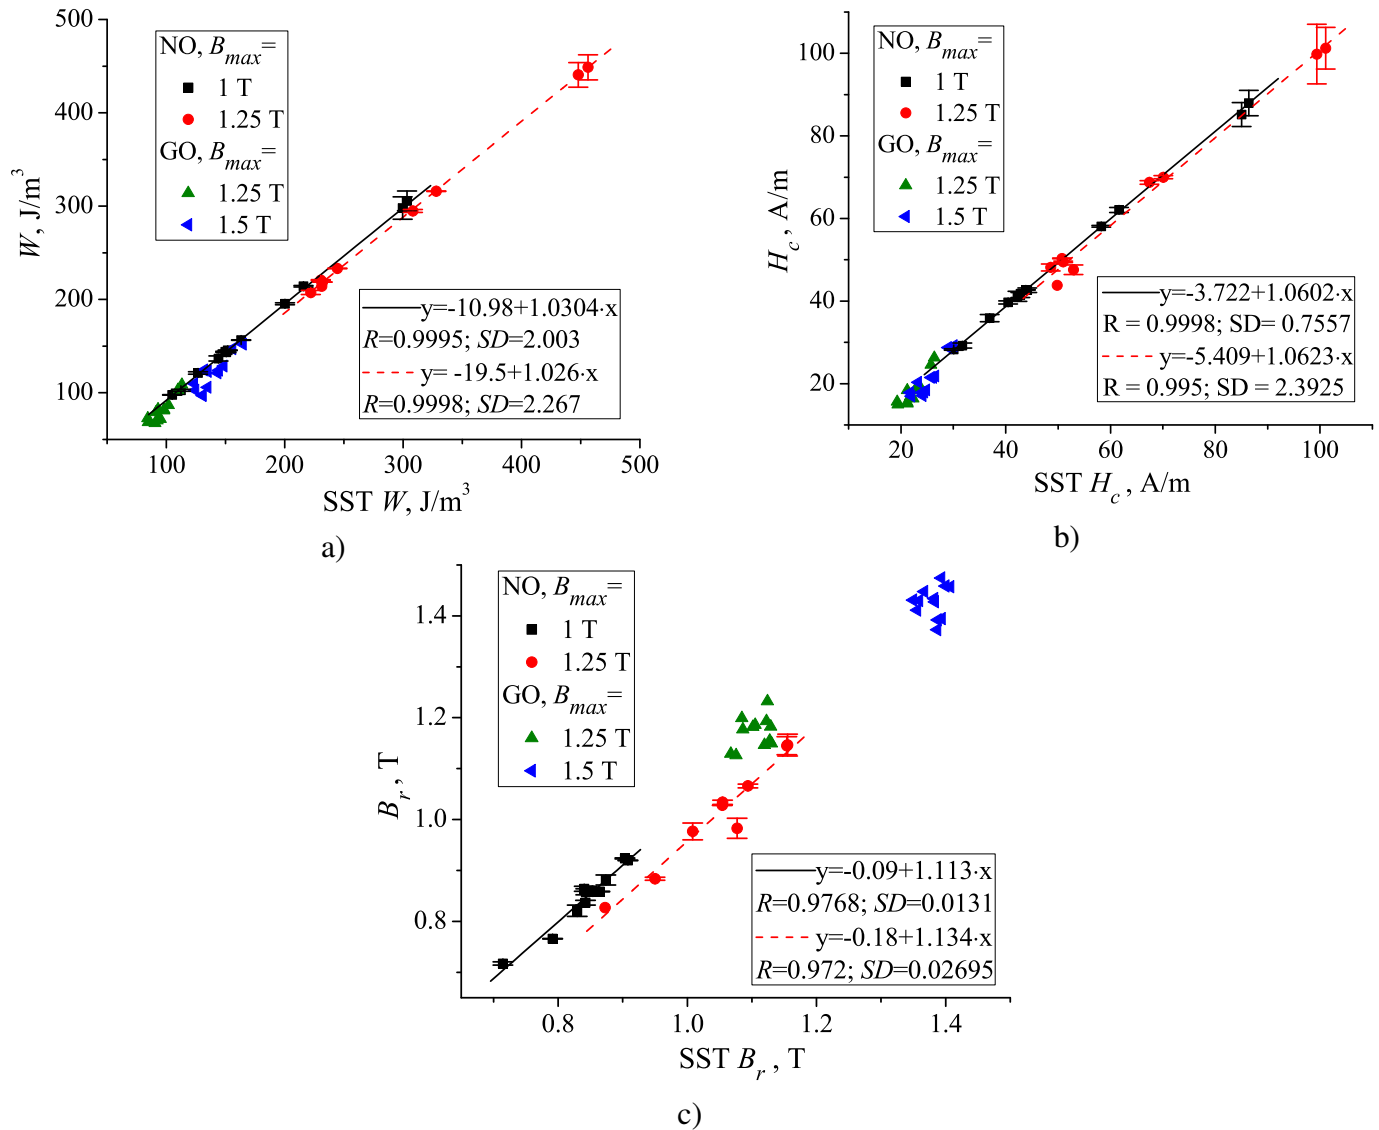 500
400
300
200
100
W, J/m³
NO, Bmax=
1 T
1.25 T
GO, Bmax=
1.25 T
1.5 T
y=-10.98+1.0304·x
R=0.9995; SD=2.003
y= -19.5+1.026·x
R=0.9998; SD=2.267
100 200 300 400 500
SST W, J/m³
a)
100
80
60
40
20
Hc , A/m
NO, Bmax=
1 T
1.25 T
GO, Bmax=
1.25 T
1.5 T
y=-3.722+1.0602·x
R = 0.9998; SD= 0.7557
y=-5.409+1.0623·x
R = 0.995; SD = 2.3925
20 40 60 80 100
SST Hc , A/m
b)
1.4
1.2
1.0
0.8
Br , T
NO, Bmax=
1 T
1.25 T
GO, Bmax=
1.25 T
1.5 T
y=-0.09+1.113·x
R=0.9768; SD=0.0131
y=-0.18+1.134·x
R=0.972; SD=0.02695
0.8 1.0 1.2 1.4
SST Br , T
c)